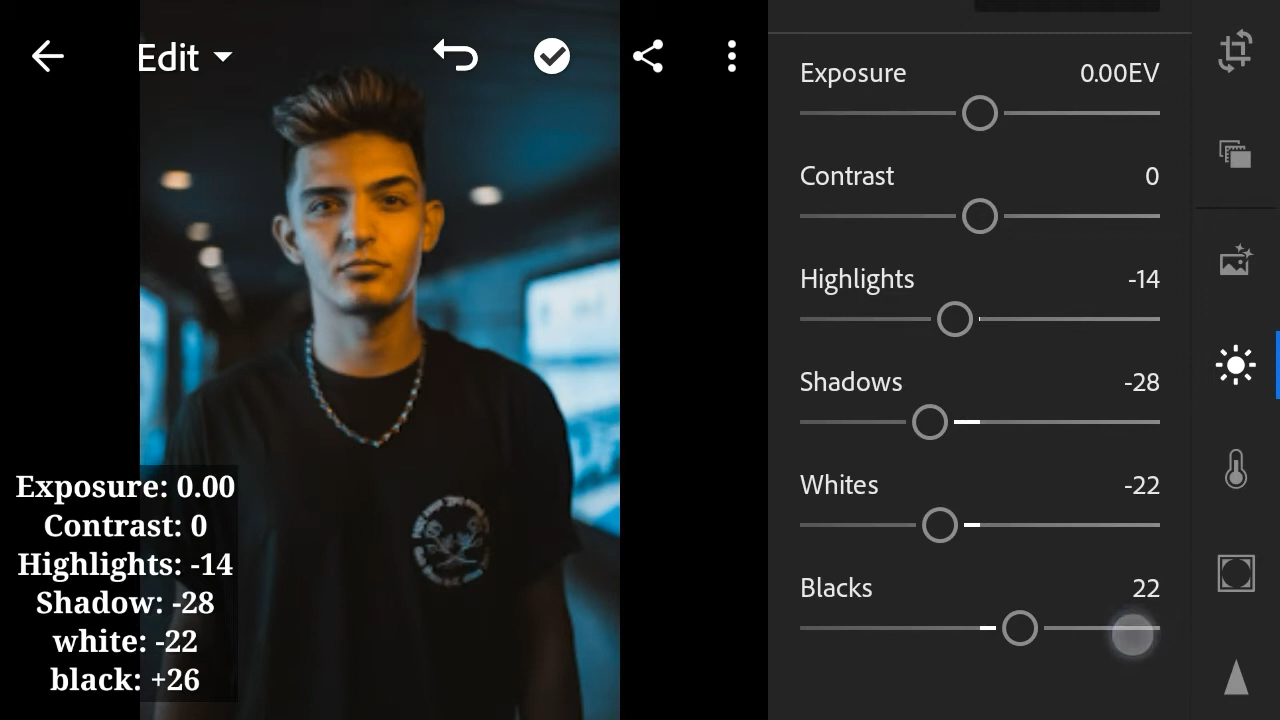 Edit
Exposure 0.00EV
Contrast 0
Highlights -14
Shadows -28
Whites -22
Blacks 22
Exposure: 0.00
Contrast: 0
Highlights: -14
Shadow: -28
white: -22
black: +26